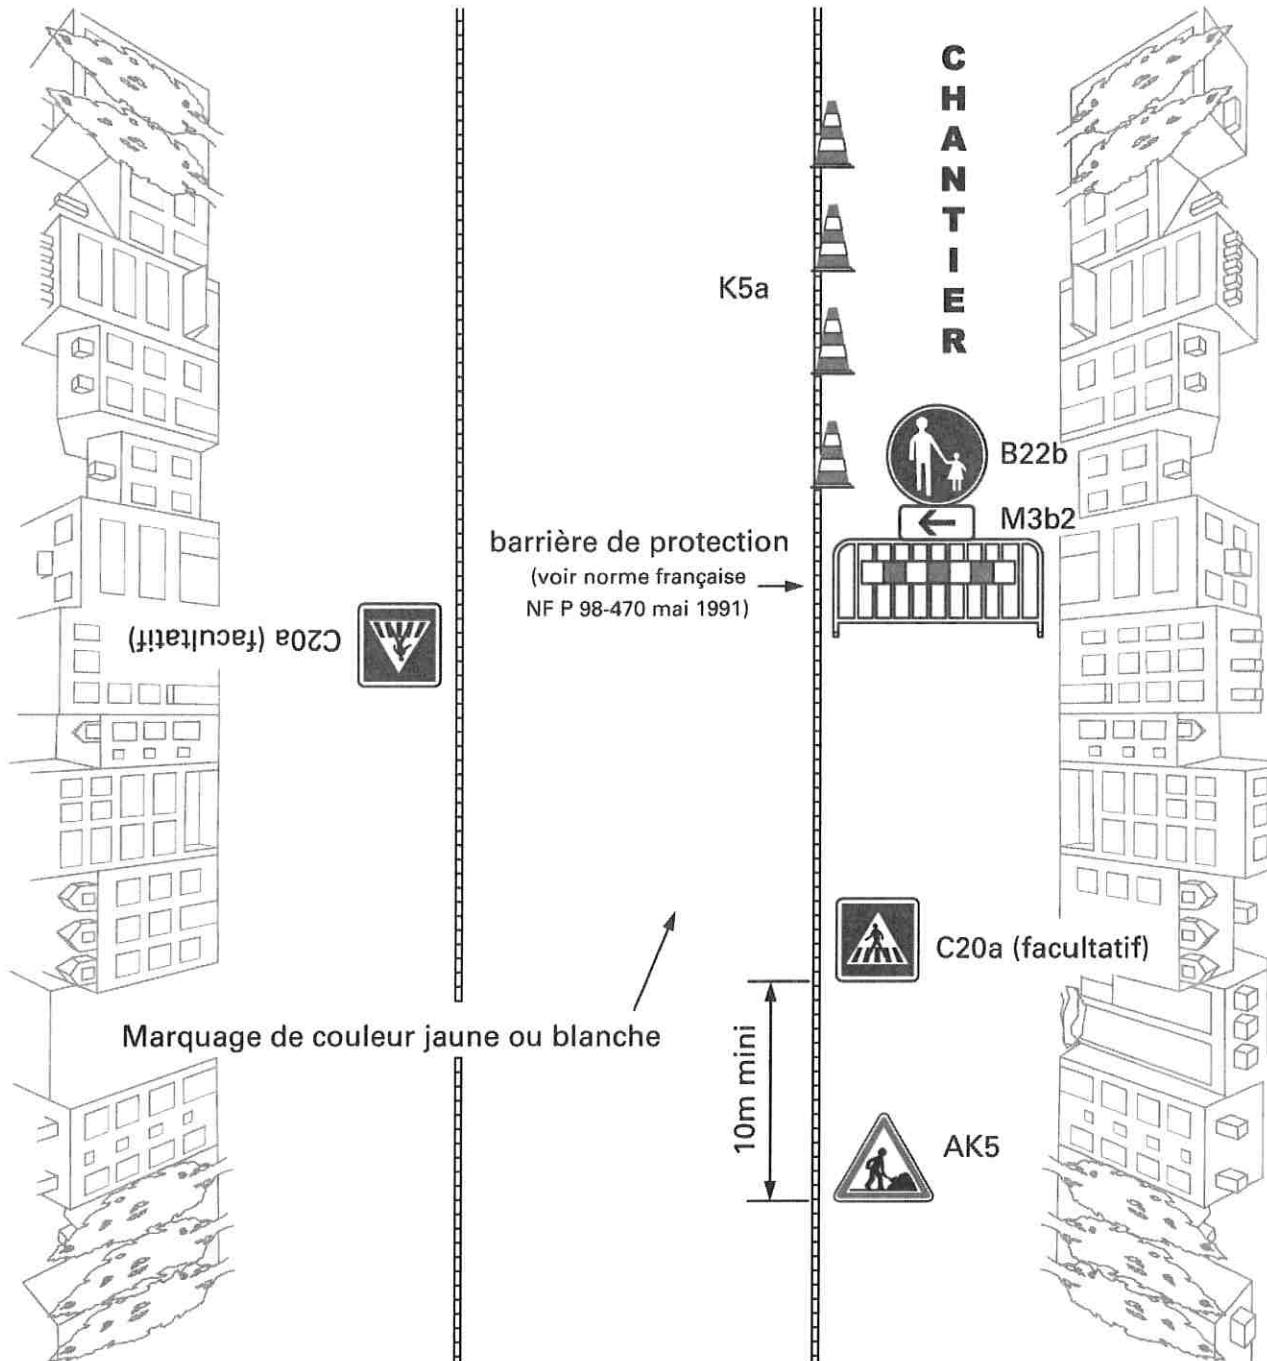 CHANTIER
K5a
B22b
M3b2
barrière de protection
(voir norme française
NF P 98-470 mai 1991)
C20a (facultatif)
C20a (facultatif)
Marquage de couleur jaune ou blanche
10m mini
AK5